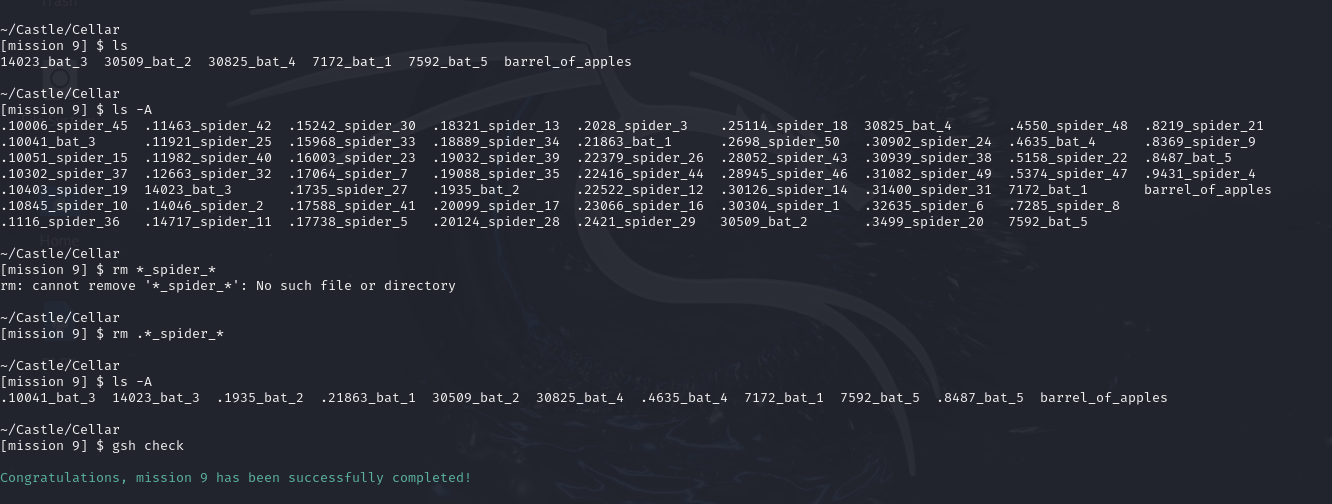 Trash
~/Castle/Cellar
[mission 9] $ ls
14023_bat_3  30509_bat_2  30825_bat_4  7172_bat_1  7592_bat_5  barrel_of_apples
~/Castle/Cellar
[mission 9] $ ls -A
.10006_spider_45  .11463_spider_42  .15242_spider_30  .18321_spider_13  .2028_spider_3    .25114_spider_18  30825_bat_4       .4550_spider_48  .8219_spider_21
.10041_bat_3      .11921_spider_25  .15968_spider_33  .18889_spider_34  .21863_bat_1      .2698_spider_50   .30902_spider_24  .4635_bat_4      .8369_spider_9
.10051_spider_15  .11982_spider_40  .16003_spider_23  .19032_spider_39  .22379_spider_26  .28052_spider_43  .30939_spider_38  .5158_spider_22  .8487_bat_5
.10302_spider_37  .12663_spider_32  .17064_spider_7   .19088_spider_35  .22416_spider_44  .28945_spider_46  .31082_spider_49  .5374_spider_47  .9431_spider_4
.10403_spider_19  14023_bat_3       .1735_spider_27   .1935_bat_2       .22522_spider_12  .30126_spider_14  .31400_spider_31  7172_bat_1       barrel_of_apples
.10845_spider_10  .14046_spider_2   .17588_spider_41  .20099_spider_17  .23066_spider_16  .30304_spider_1   .32635_spider_6   .7285_spider_8
.1116_spider_36   .14717_spider_11  .17738_spider_5   .20124_spider_28  .2421_spider_29   30509_bat_2       .3499_spider_20   7592_bat_5
Home
~/Castle/Cellar
[mission 9] $ rm *_spider_*
rm: cannot remove '*_spider_*': No such file or directory
~/Castle/Cellar
[mission 9] $ rm .*_spider_*
~/Castle/Cellar
[mission 9] $ ls -A
.10041_bat_3  14023_bat_3  .1935_bat_2  .21863_bat_1  30509_bat_2  30825_bat_4  .4635_bat_4  7172_bat_1  7592_bat_5  .8487_bat_5  barrel_of_apples
~/Castle/Cellar
[mission 9] $ gsh check
Congratulations, mission 9 has been successfully completed!